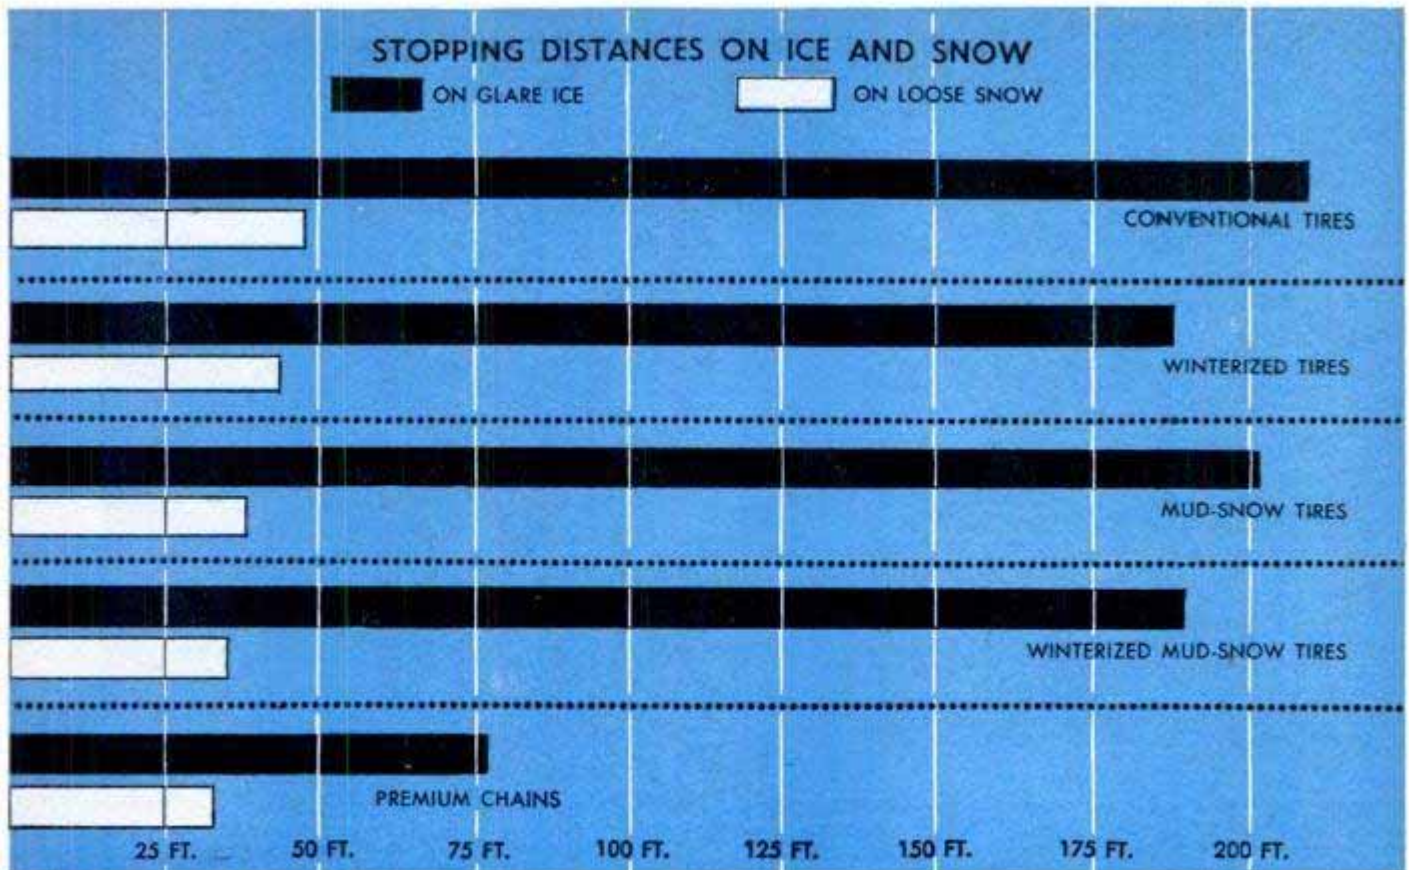 STOPPING DISTANCES ON ICE AND SNOW
ON GLARE ICE ON LOOSE SNOW
CONVENTIONAL TIRES
WINTERIZED TIRES
MUD-SNOW TIRES
WINTERIZED MUD-SNOW TIRES
PREMIUM CHAINS
25 FT. 50 FT. 75 FT. 100 FT. 125 FT. 150 FT. 175 FT. 200 FT.